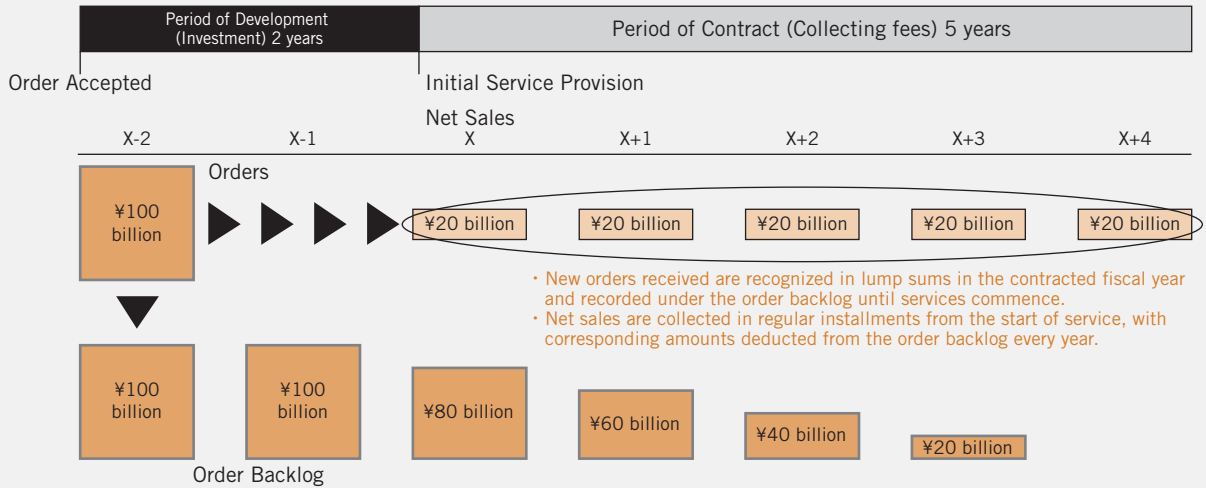 Period of Development
(Investment) 2 years
Period of Contract (Collecting fees) 5 years
Order Accepted
Initial Service Provision
Net Sales
X-2
X-1
X
X+1
X+2
X+3
X+4
Orders
¥100
billion
¥20 billion
¥20 billion
¥20 billion
¥20 billion
¥20 billion
・New orders received are recognized in lump sums in the contracted fiscal year
and recorded under the order backlog until services commence.
・Net sales are collected in regular installments from the start of service, with
corresponding amounts deducted from the order backlog every year.
¥100
billion
¥100
billion
¥80 billion
¥60 billion
¥40 billion
¥20 billion
Order Backlog